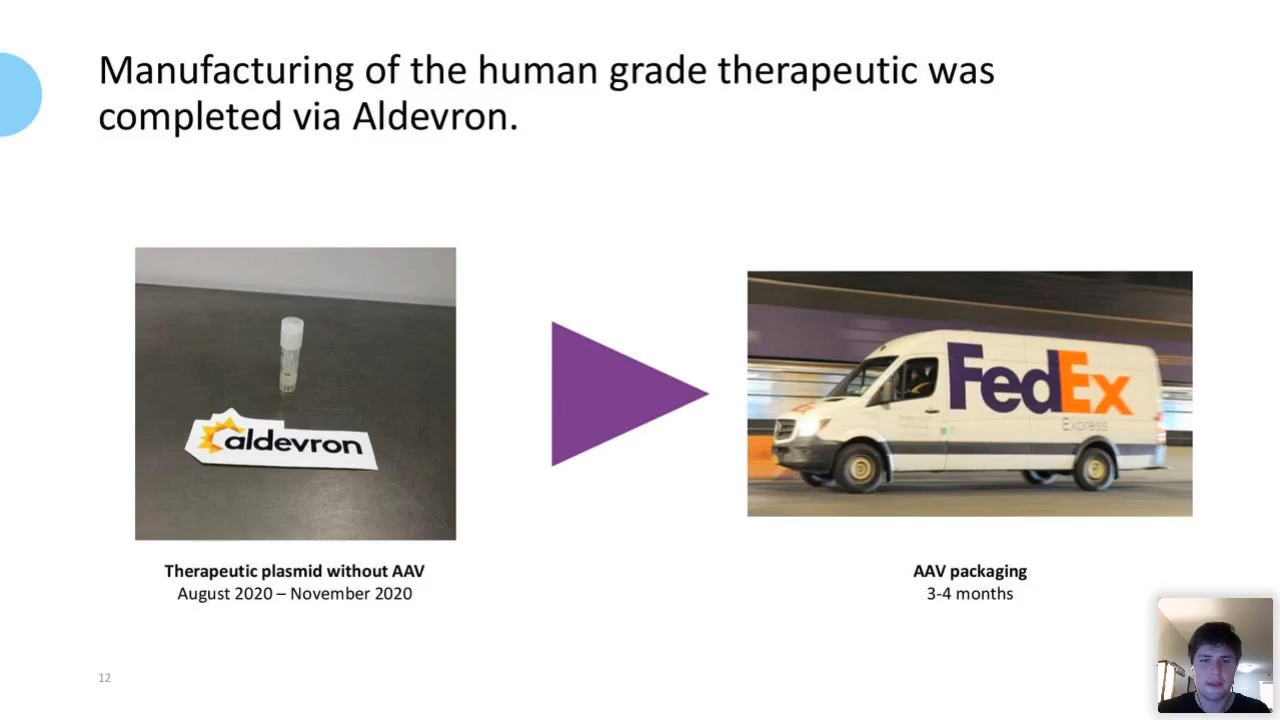 Manufacturing of the human grade therapeutic was
completed via Aldevron.
aldevron
FedEx
Express
Therapeutic plasmid without AAV
August 2020 – November 2020
AAV packaging
3-4 months
12